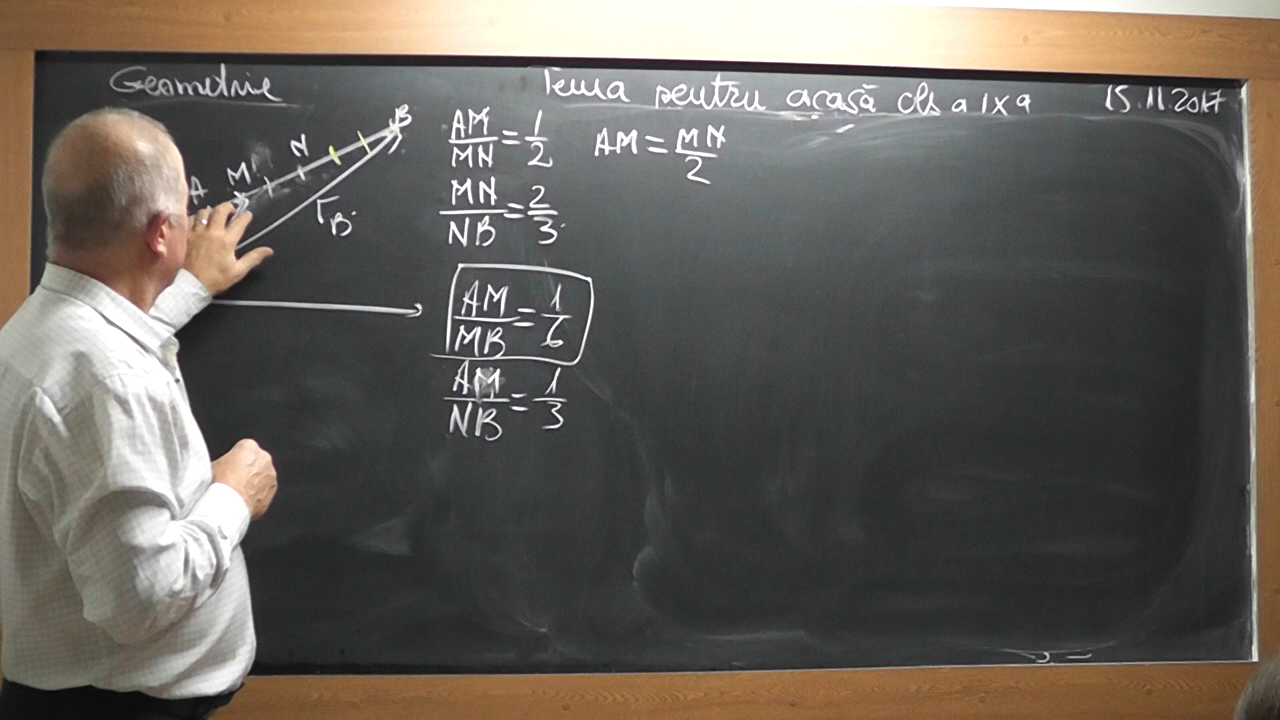 Geometrie
Tema pentru acasă cls a IX a 15.11.2017
A M N B
r_B
AM/MN = 1/2 AM = MN/2
MN/NB = 2/3
AM/MB = 1/6
AM/NB = 1/3